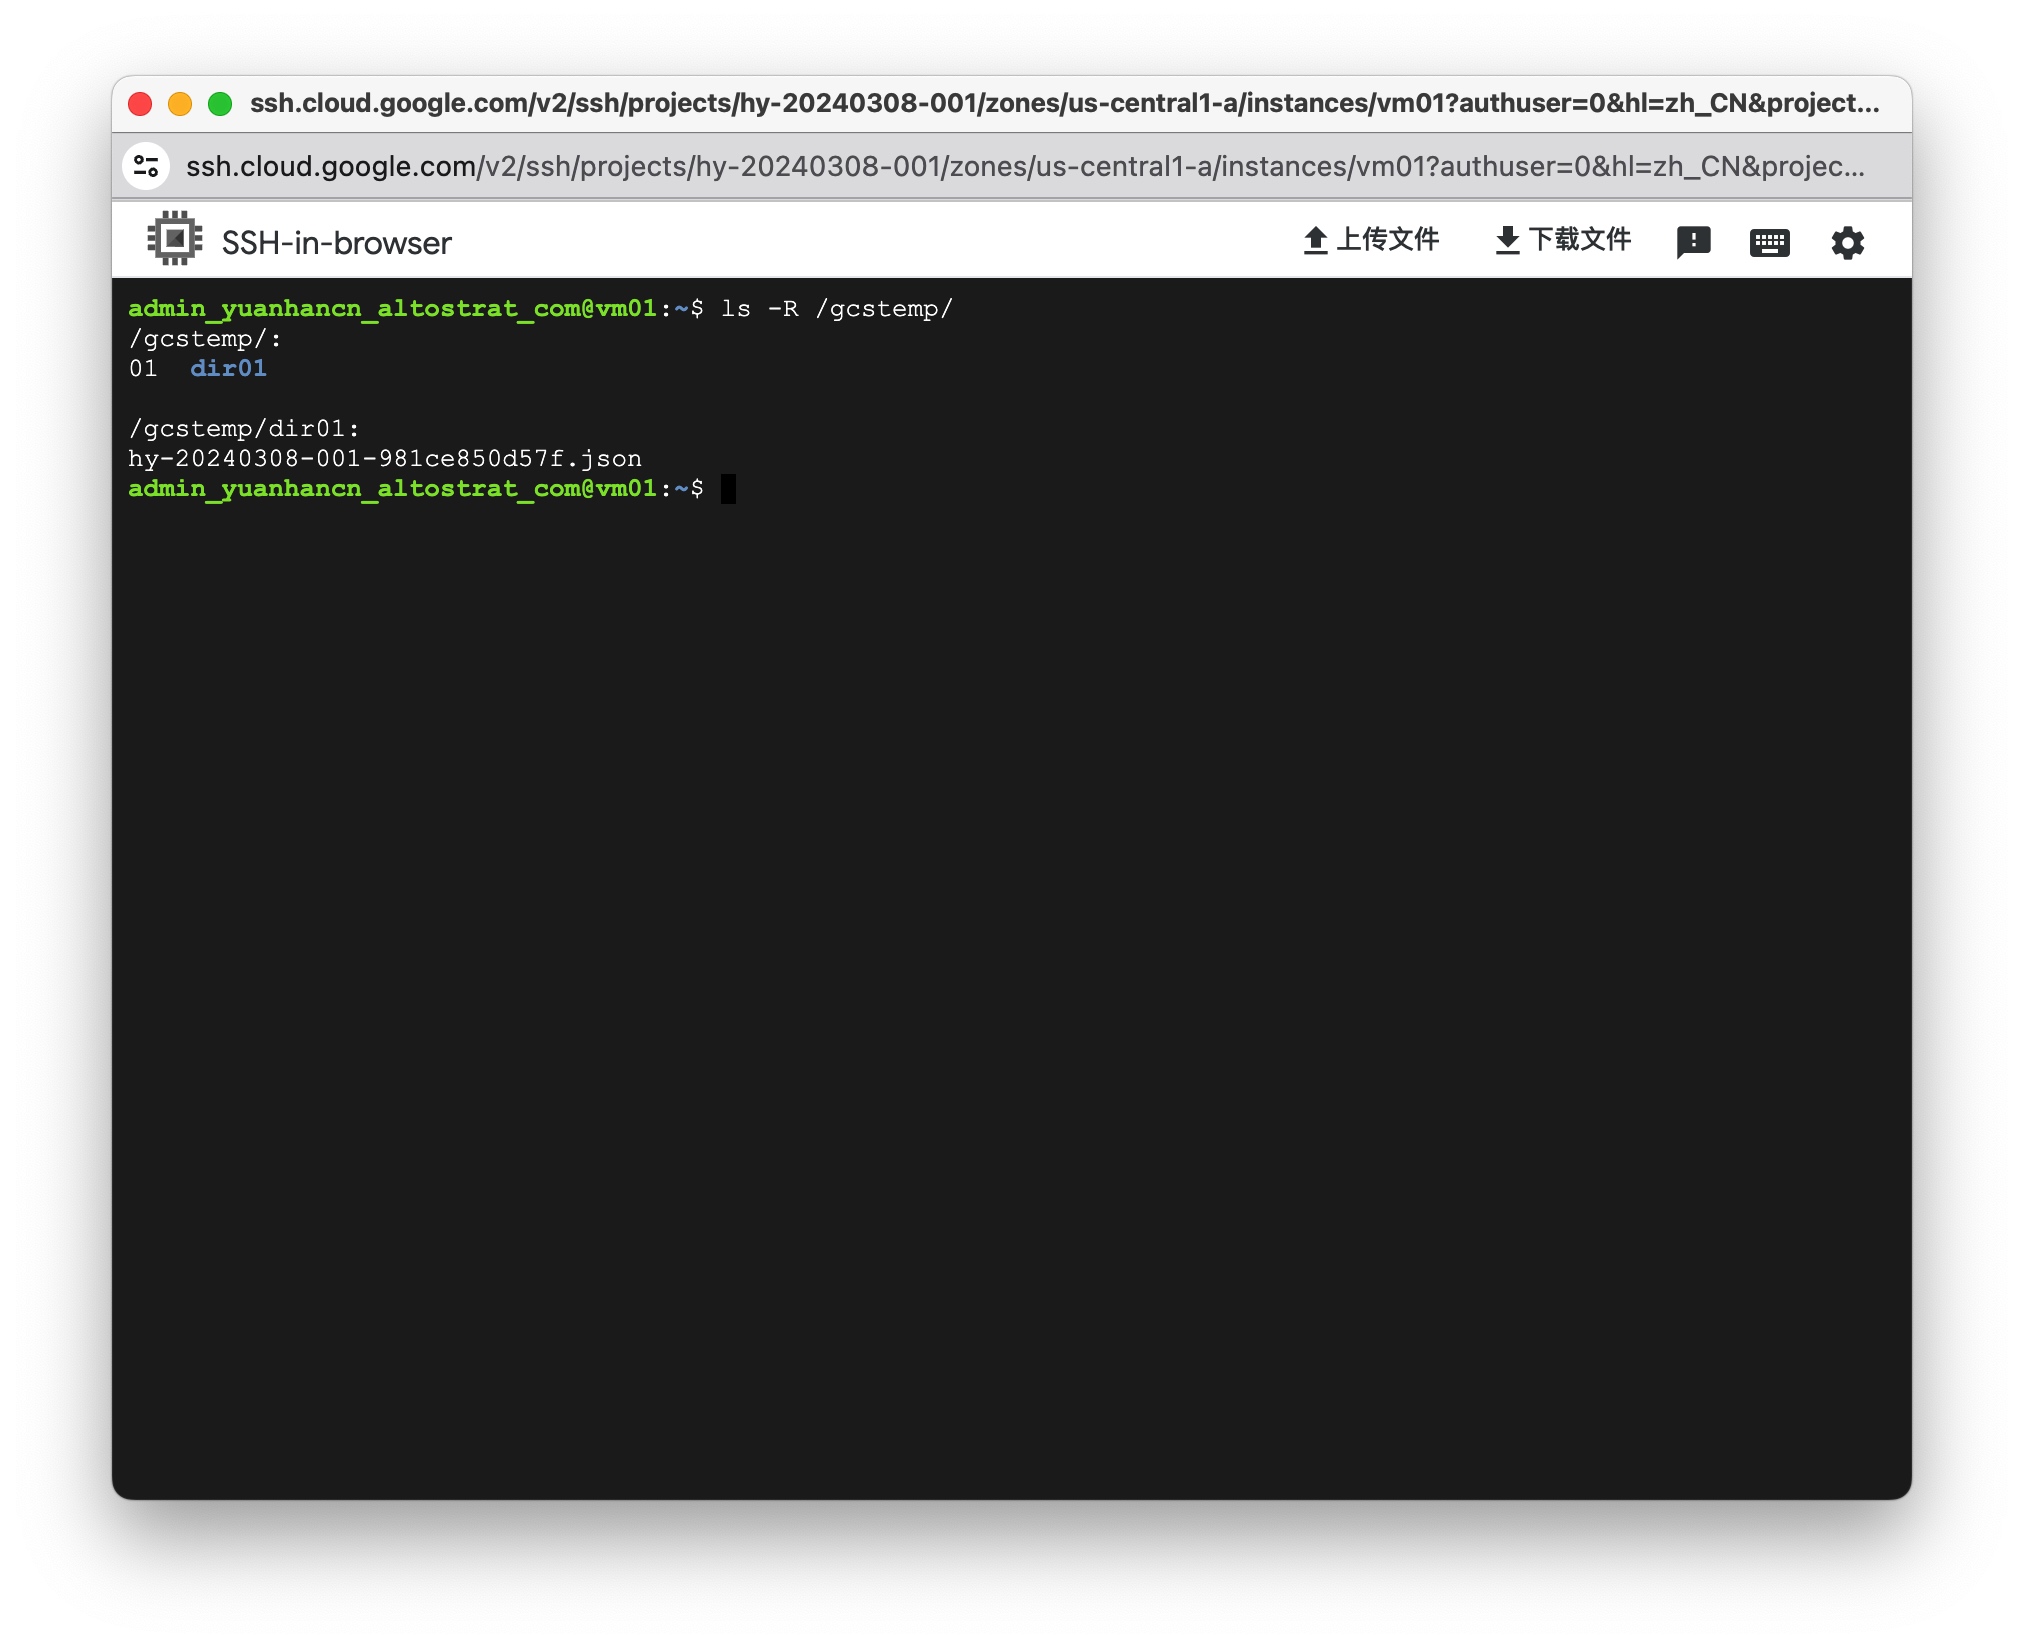 ssh.cloud.google.com/v2/ssh/projects/hy-20240308-001/zones/us-central1-a/instances/vm01?authuser=0&hl=zh_CN&project...
ssh.cloud.google.com/v2/ssh/projects/hy-20240308-001/zones/us-central1-a/instances/vm01?authuser=0&hl=zh_CN&projec...
SSH-in-browser 上传文件 下载文件
admin_yuanhancn_altostrat_com@vm01:~$ ls -R /gcstemp/
/gcstemp/:
01  dir01
/gcstemp/dir01:
hy-20240308-001-981ce850d57f.json
admin_yuanhancn_altostrat_com@vm01:~$